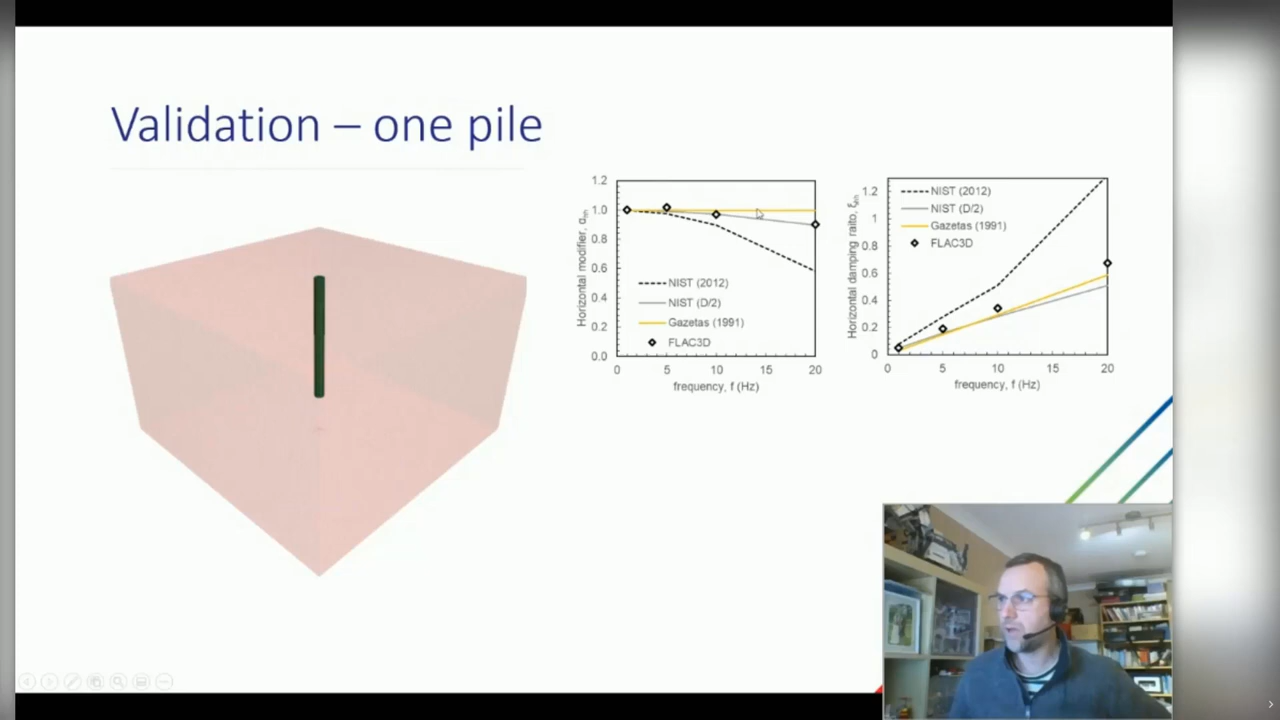 Validation – one pile
1.2
1.0
0.8
0.6
0.4
0.2
0.0
0
5
10
15
20
Horizontal modifier, α
NIST (2012)
NIST (D/2)
Gazetas (1991)
FLAC3D
frequency, f (Hz)
1.2
1
0.8
0.6
0.4
0.2
0
0
5
10
15
20
Horizontal damping raito, ξ
NIST (2012)
NIST (D/2)
Gazetas (1991)
FLAC3D
frequency, f (Hz)